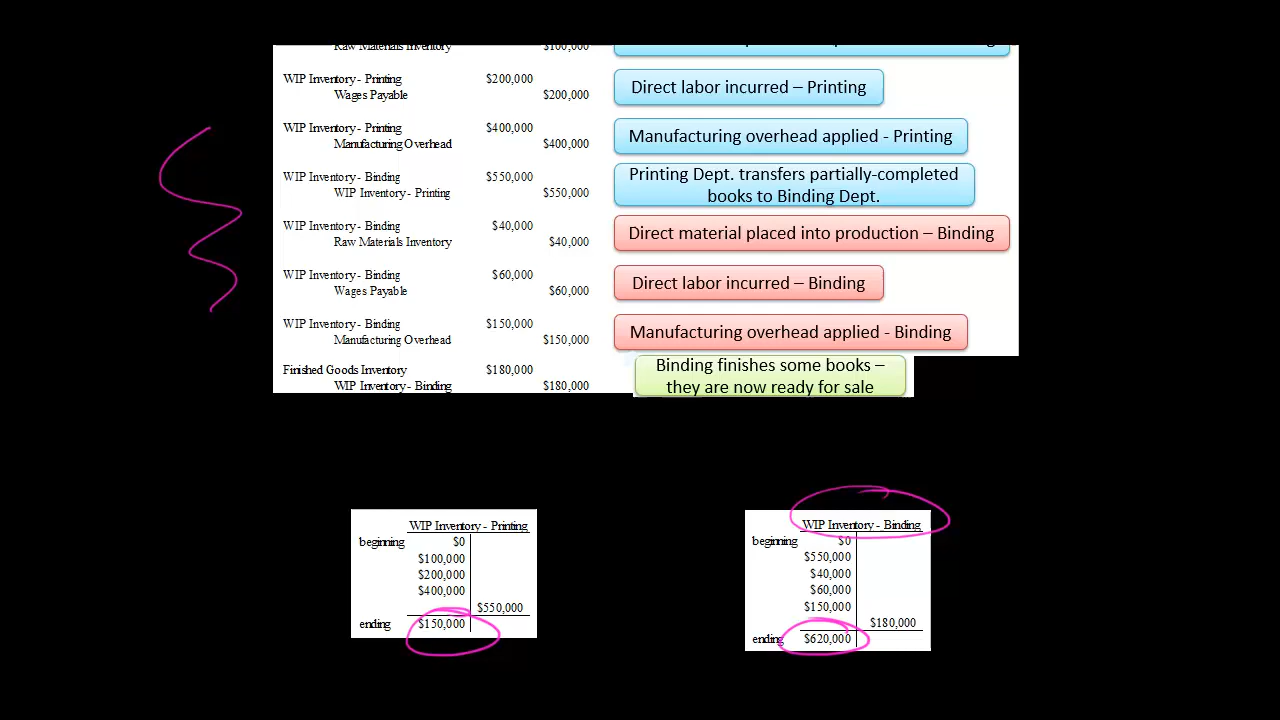 Raw Materials Inventory $100,000
WIP Inventory - Printing $200,000
Wages Payable $200,000
Direct labor incurred – Printing
WIP Inventory - Printing $400,000
Manufacturing Overhead $400,000
Manufacturing overhead applied - Printing
WIP Inventory - Binding $550,000
WIP Inventory - Printing $550,000
Printing Dept. transfers partially-completed
books to Binding Dept.
WIP Inventory - Binding $40,000
Raw Materials Inventory $40,000
Direct material placed into production – Binding
WIP Inventory - Binding $60,000
Wages Payable $60,000
Direct labor incurred – Binding
WIP Inventory - Binding $150,000
Manufacturing Overhead $150,000
Manufacturing overhead applied - Binding
Finished Goods Inventory $180,000
WIP Inventory - Binding $180,000
Binding finishes some books –
they are now ready for sale
WIP Inventory - Printing
beginning $0
$100,000
$200,000
$400,000
$550,000
ending $150,000
WIP Inventory - Binding
beginning $0
$550,000
$40,000
$60,000
$150,000
$180,000
ending $620,000